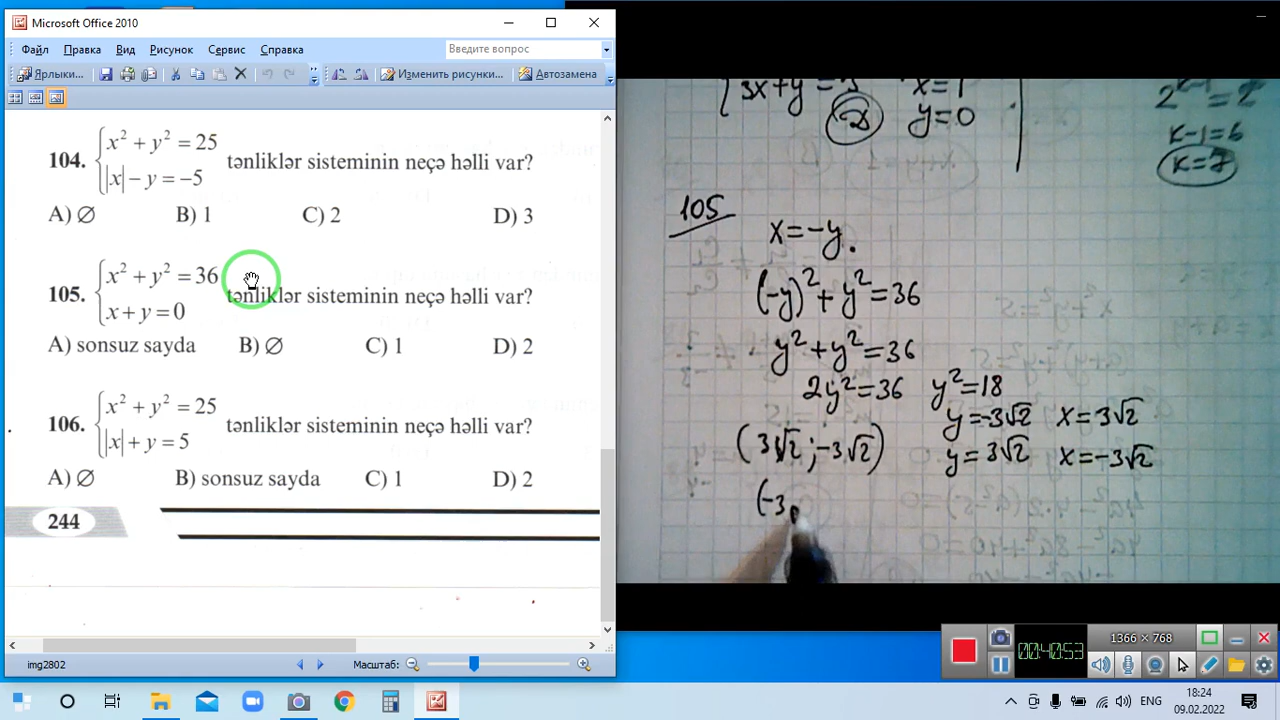 Microsoft Office 2010
Файл Правка Вид Рисунок Сервис Справка
Введите вопрос
Ярлыки...
Изменить рисунки...
Автозамена
104. { x² + y² = 25
|x| − y = −5
tənliklər sisteminin neçə həlli var?
A) ∅ B) 1 C) 2 D) 3
105. { x² + y² = 36
x + y = 0
tənliklər sisteminin neçə həlli var?
A) sonsuz sayda B) ∅ C) 1 D) 2
106. { x² + y² = 25
|x| + y = 5
tənliklər sisteminin neçə həlli var?
A) ∅ B) sonsuz sayda C) 1 D) 2
244
img2802
Масштаб:
x=1
y=0
k-1=6
k=7
105
x=-y.
(-y)²+y²=36
y²+y²=36
2y²=36 y²=18
y=-3√2 x=3√2
(3√2;-3√2)
y=3√2 x=-3√2
(-3
00:40:53
1366 × 768
ENG
18:24
09.02.2022